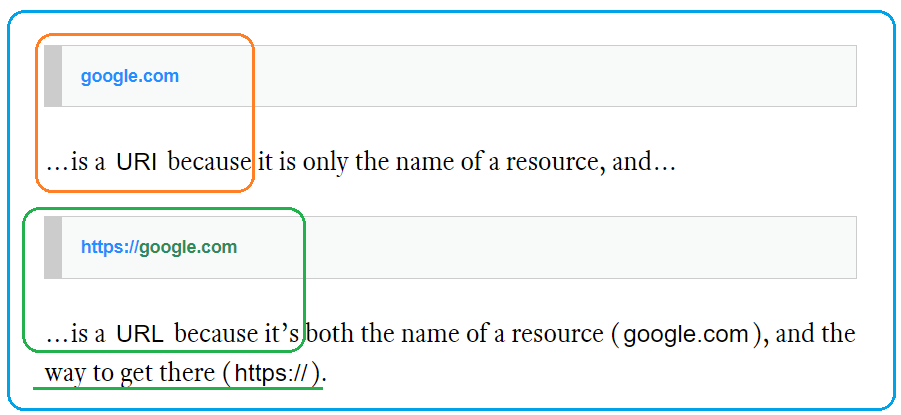 google.com
...is a URI because it is only the name of a resource, and...
https://google.com
...is a URL because it’s both the name of a resource (google.com), and the
way to get there (https://).